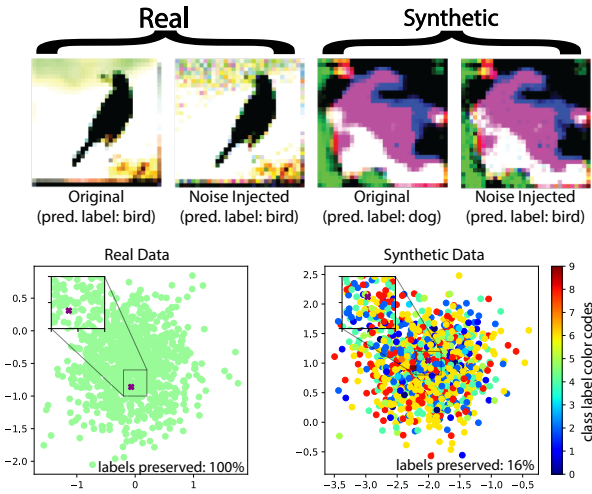 Real
Synthetic
Original
(pred. label: bird)
Noise Injected
(pred. label: bird)
Original
(pred. label: dog)
Noise Injected
(pred. label: bird)
Real Data
Synthetic Data
0.5
0.0
-0.5
-1.0
-1.5
-2.0
-1
0
1
labels preserved: 100%
2.5
2.0
1.5
1.0
0.5
0.0
-0.5
-3,5
-3,0
-2,5
-2,0
-1,5
-1,0
-0,5
labels preserved: 16%
9
8
7
6
5
4
3
2
1
0
class label color codes